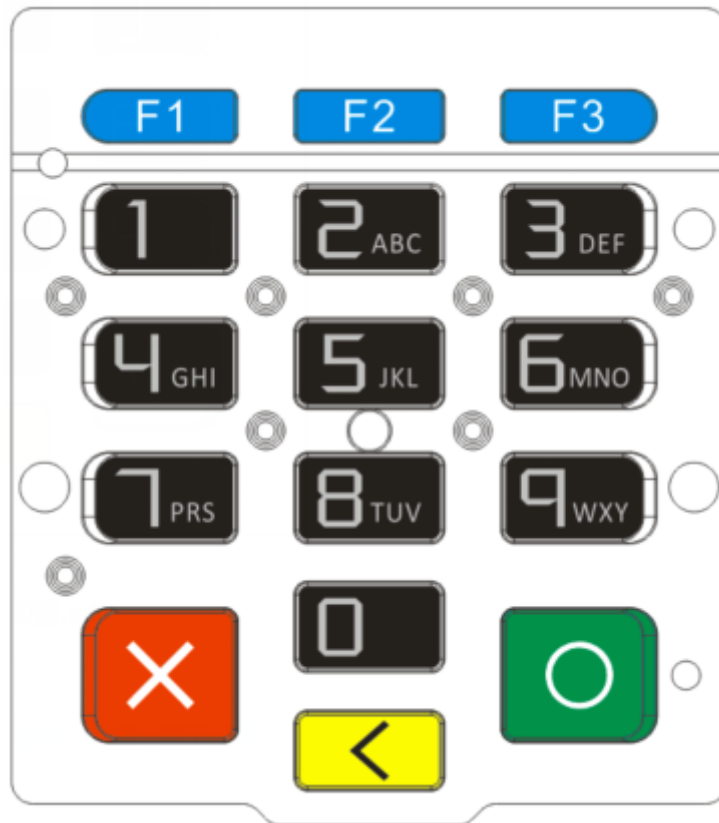 F1 F2 F3
1 2 ABC 3 DEF
4 GHI 5 JKL 6 MNO
7 PRS 8 TUV 9 WXY
0